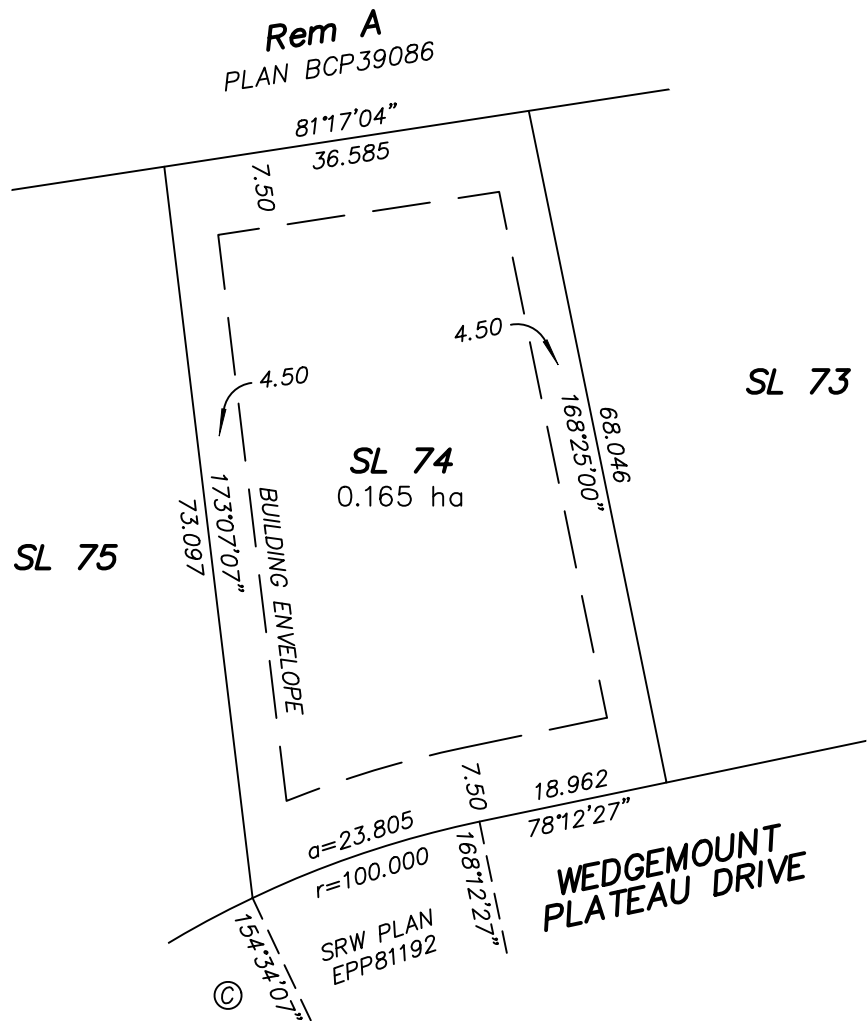 Rem A
PLAN BCP39086
81°17'04"
36.585
7.50
4.50
4.50
SL 73
168°25'00"
68.046
SL 74
0.165 ha
SL 75
73.097
173°07'07"
BUILDING ENVELOPE
7.50
18.962
78°12'27"
a=23.805
r=100.000
168°12'27"
WEDGEMOUNT
PLATEAU DRIVE
SRW PLAN
EPP81192
154°34'07"
©